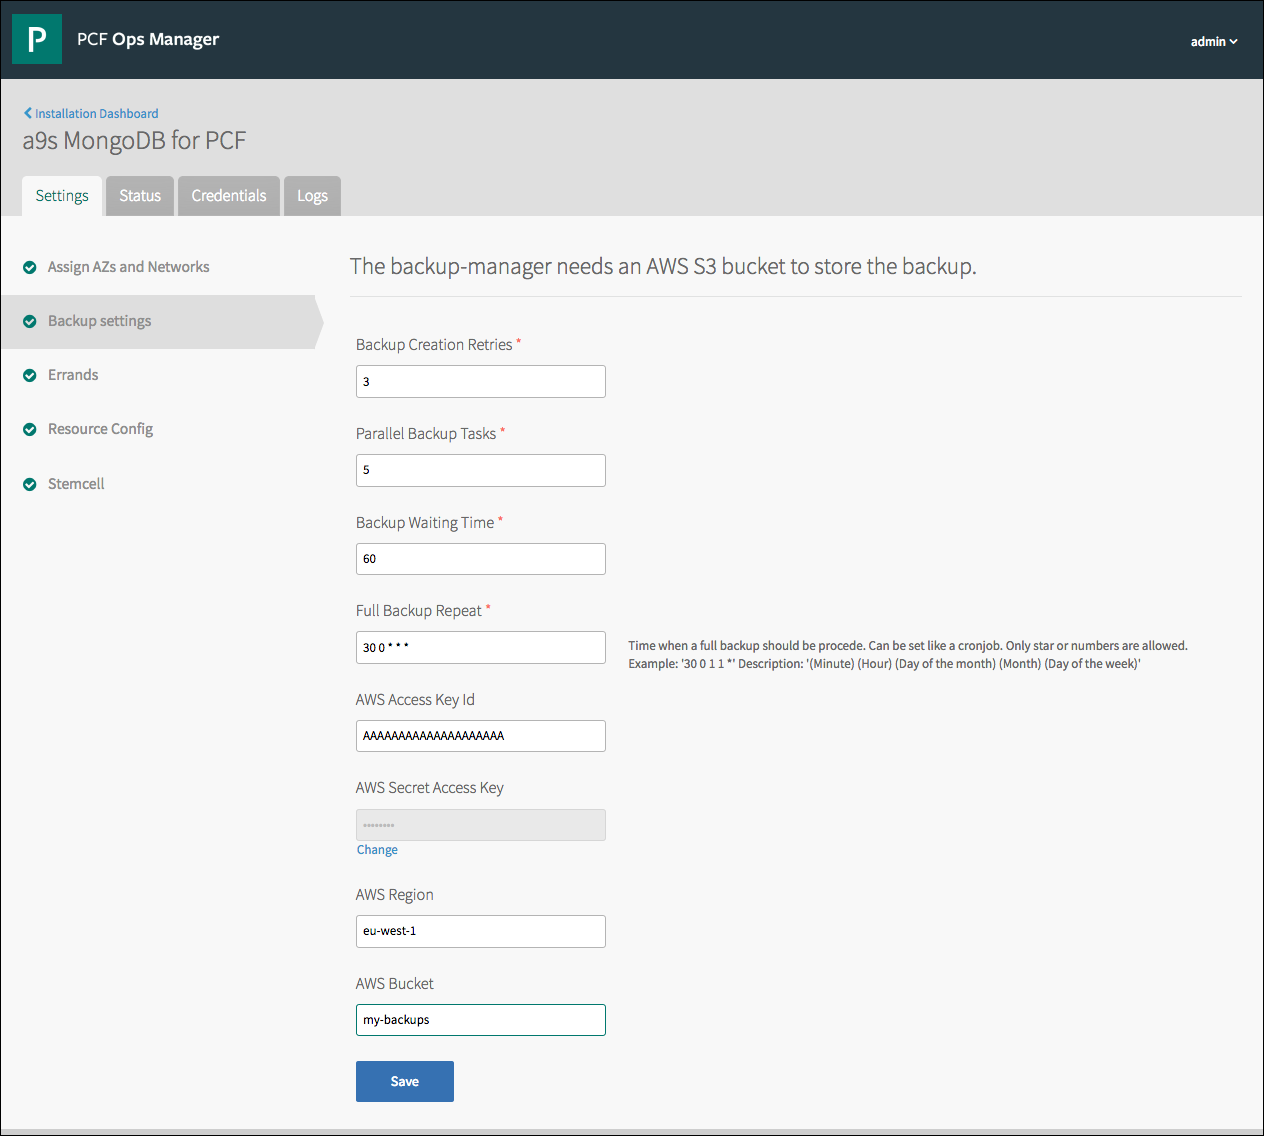 P
PCF Ops Manager
admin
Installation Dashboard
a9s MongoDB for PCF
Settings
Status
Credentials
Logs
Assign AZs and Networks
Backup settings
Errands
Resource Config
Stemcell
The backup-manager needs an AWS S3 bucket to store the backup.
Backup Creation Retries *
3
Parallel Backup Tasks *
5
Backup Waiting Time *
60
Full Backup Repeat *
30 0 * * *
Time when a full backup should be procede. Can be set like a cronjob. Only star or numbers are allowed.
Example: '30 0 1 1 *' Description: '(Minute) (Hour) (Day of the month) (Month) (Day of the week)'
AWS Access Key Id
AAAAAAAAAAAAAAAAAAAA
AWS Secret Access Key
••••••••
Change
AWS Region
eu-west-1
AWS Bucket
my-backups
Save